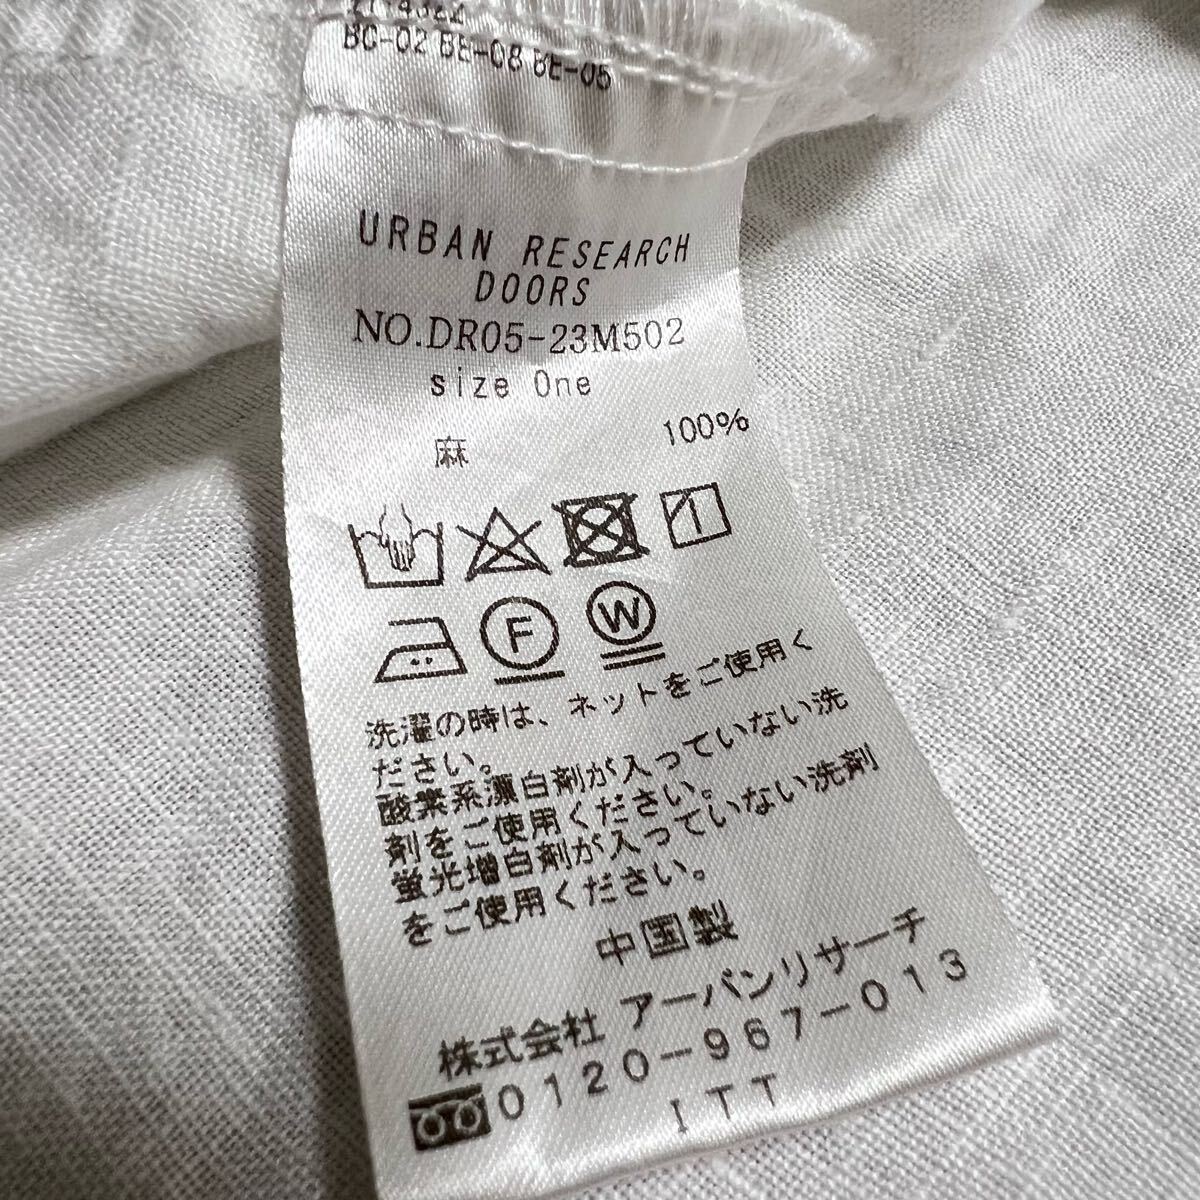 BC-02 BE-08 BE-05
URBAN RESEARCH
DOORS
NO.DR05-23M502
size One
麻 100%
F W
洗濯の時は、ネットをご使用く
ださい。
酸素系漂白剤が入っていない洗
剤をご使用ください。
蛍光増白剤が入っていない洗剤
をご使用ください。
中国製
株式会社 アーバンリサーチ
0120-967-013
ITT